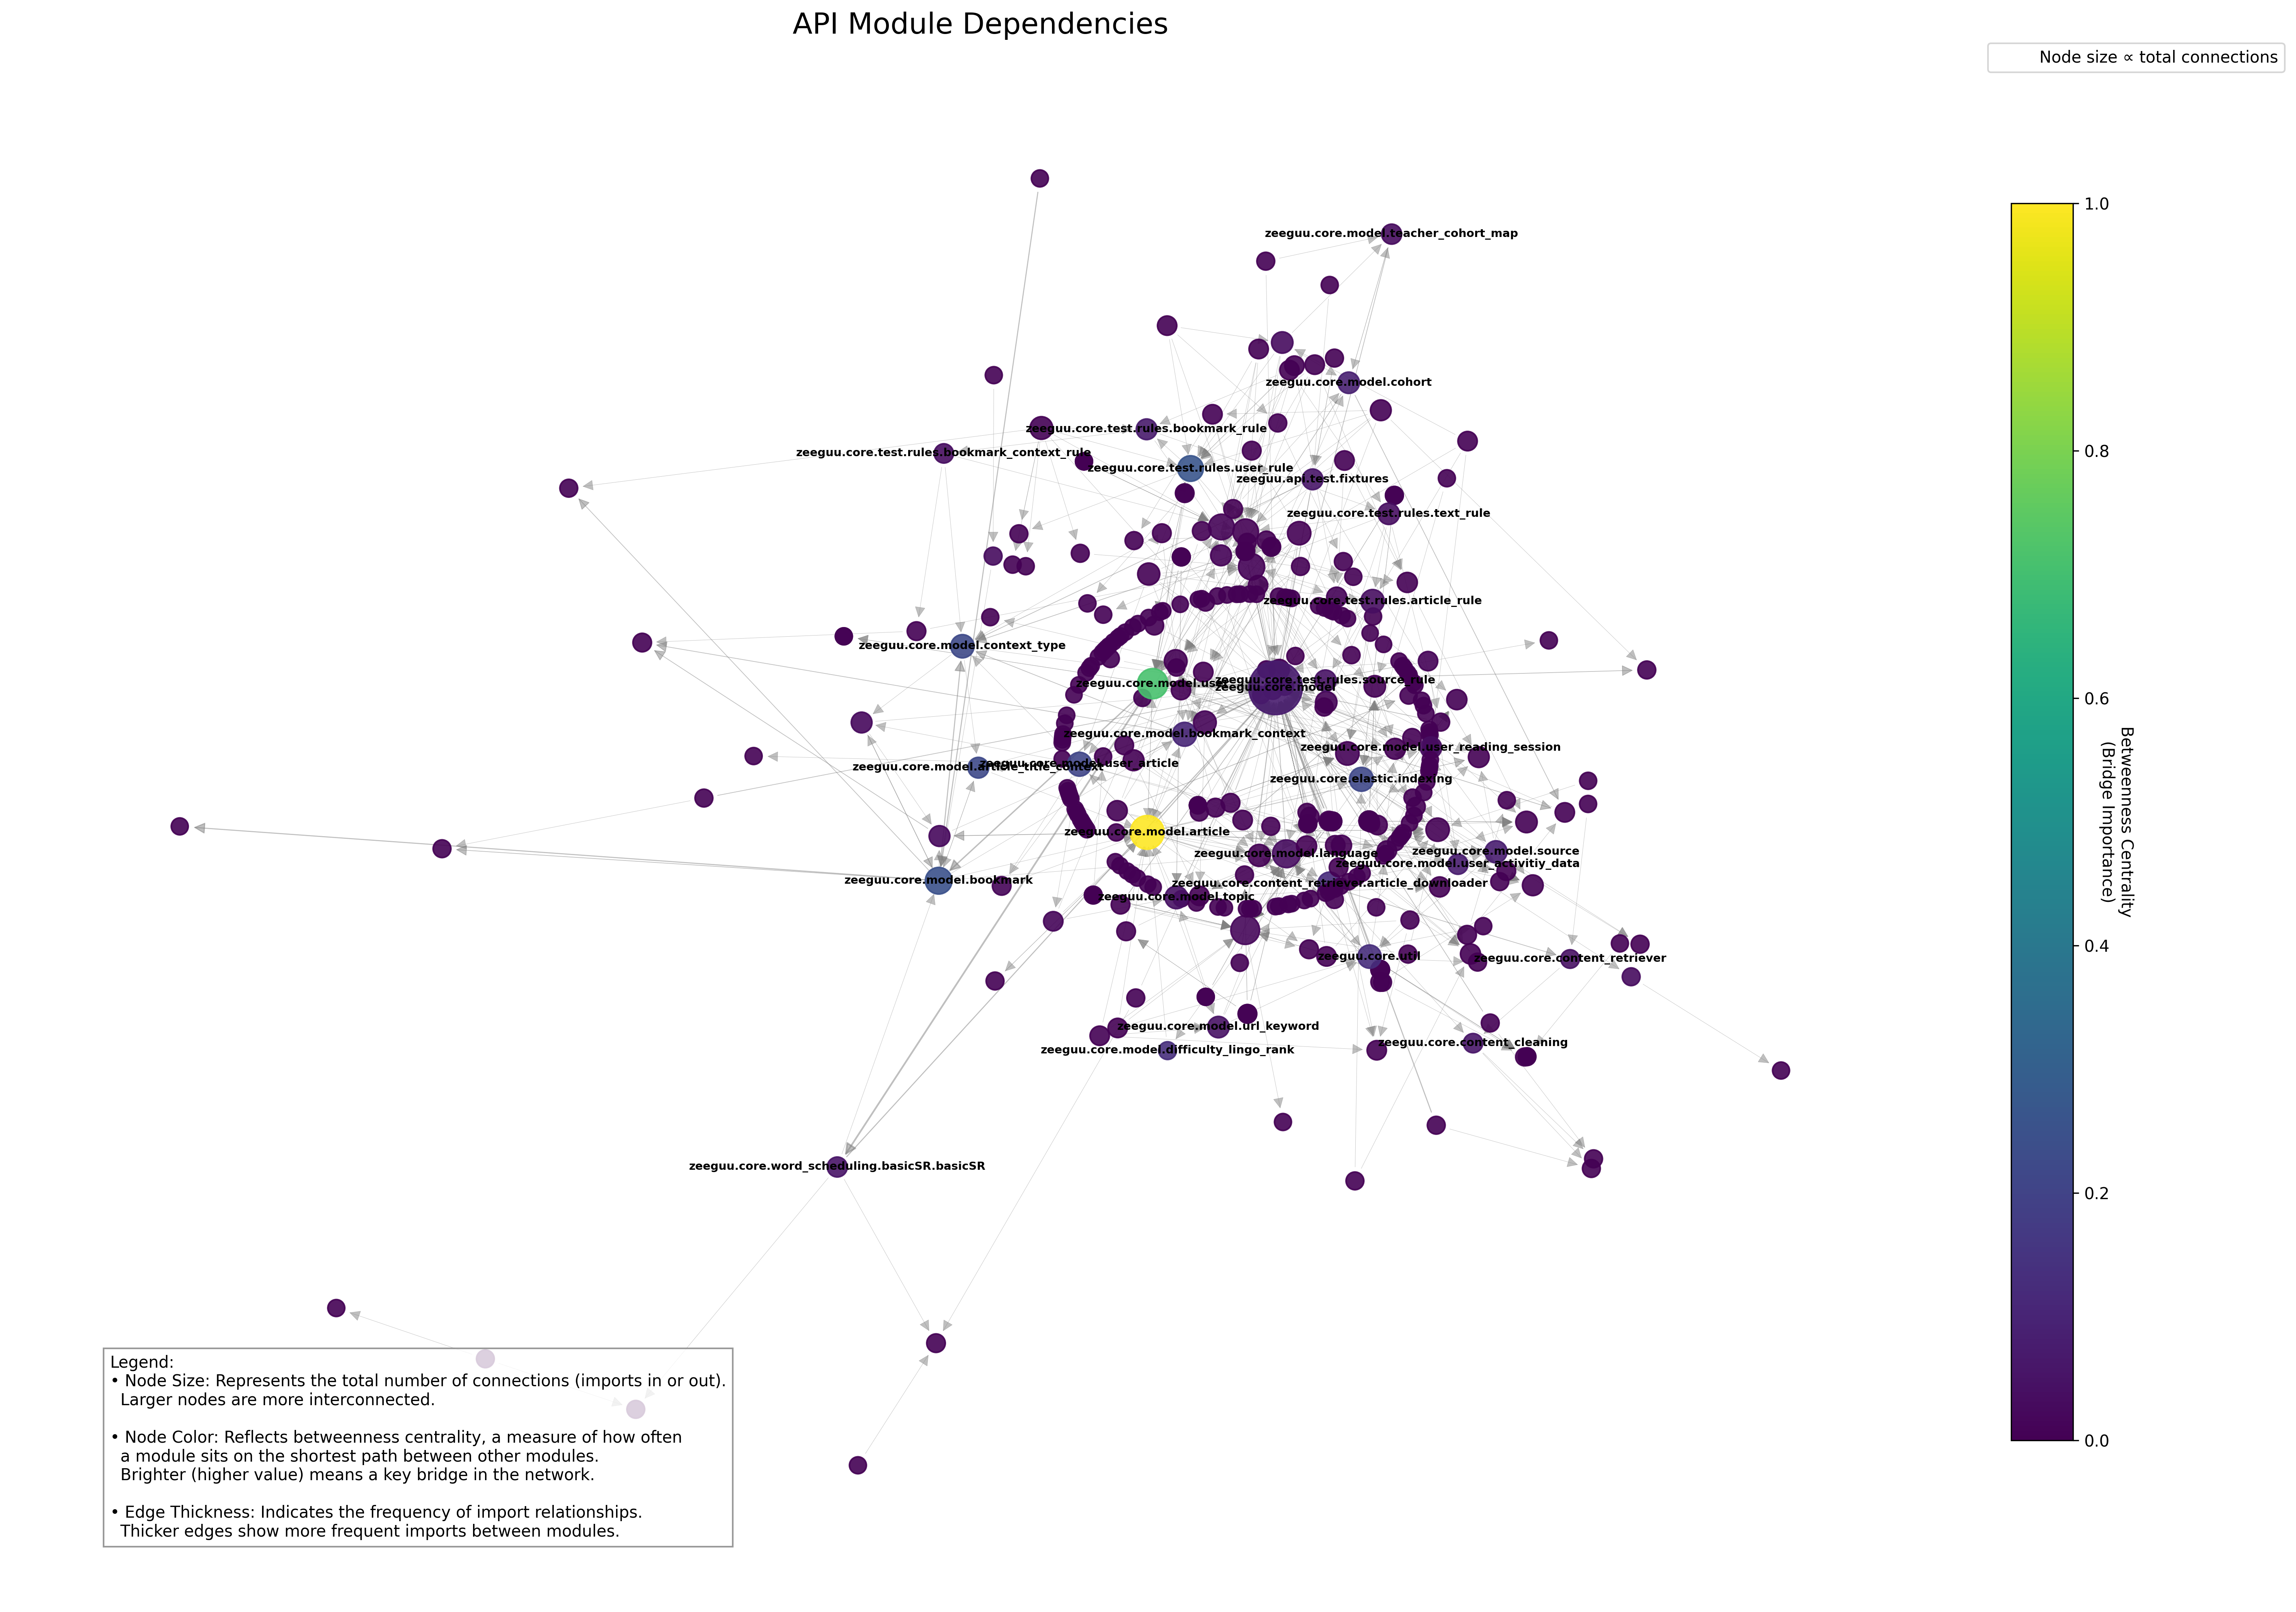 API Module Dependencies
Node size ∝ total connections
zeeguu.core.model.teacher_cohort_map
zeeguu.core.model.cohort
zeeguu.core.test.rules.bookmark_rule
zeeguu.core.test.rules.bookmark_context_rule
zeeguu.core.test.rules.user_rule
zeeguu.api.test.fixtures
zeeguu.core.test.rules.text_rule
zeeguu.core.test.rules.article_rule
zeeguu.core.model.context_type
zeeguu.core.test.rules.source_rule
zeeguu.core.model.user
zeeguu.core.model
zeeguu.core.model.bookmark_context
zeeguu.core.model.user_reading_session
zeeguu.core.model.user_article
zeeguu.core.model.article_title_context
zeeguu.core.elastic.indexing
zeeguu.core.model.article
zeeguu.core.model.source
zeeguu.core.model.language
zeeguu.core.model.user_activitiy_data
zeeguu.core.model.bookmark
zeeguu.core.content_retriever.article_downloader
zeeguu.core.model.topic
zeeguu.core.util
zeeguu.core.content_retriever
zeeguu.core.model.url_keyword
zeeguu.core.content_cleaning
zeeguu.core.model.difficulty_lingo_rank
zeeguu.core.word_scheduling.basicSR.basicSR
1.0
0.8
0.6
0.4
0.2
0.0
Betweenness Centrality
(Bridge Importance)
Legend:
• Node Size: Represents the total number of connections (imports in or out).
Larger nodes are more interconnected.
• Node Color: Reflects betweenness centrality, a measure of how often
a module sits on the shortest path between other modules.
Brighter (higher value) means a key bridge in the network.
• Edge Thickness: Indicates the frequency of import relationships.
Thicker edges show more frequent imports between modules.